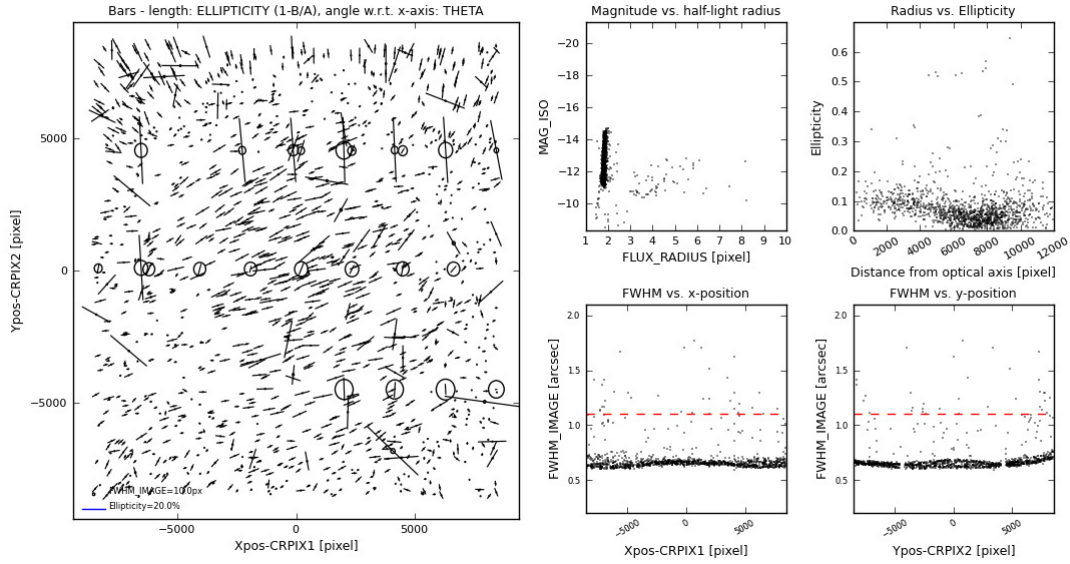 Bars - length: ELLIPTICITY (1-B/A), angle w.r.t. x-axis: THETA
5000
0
−5000
Ypos-CRPIX2 [pixel]
FWHM_IMAGE=10.0px
Ellipticity=20.0%
−5000
0
5000
Xpos-CRPIX1 [pixel]
Magnitude vs. half-light radius
−20
−18
−16
−14
−12
−10
MAG_ISO
1 2 3 4 5 6 7 8 9 10
FLUX_RADIUS [pixel]
Radius vs. Ellipticity
0.6
0.5
0.4
0.3
0.2
0.1
0.0
Ellipticity
0 2000 4000 6000 8000 10000 12000
Distance from optical axis [pixel]
FWHM vs. x-position
2.0
1.5
1.0
0.5
FWHM_IMAGE [arcsec]
−5000 0 5000
Xpos-CRPIX1 [pixel]
FWHM vs. y-position
2.0
1.5
1.0
0.5
FWHM_IMAGE [arcsec]
−5000 0 5000
Ypos-CRPIX2 [pixel]